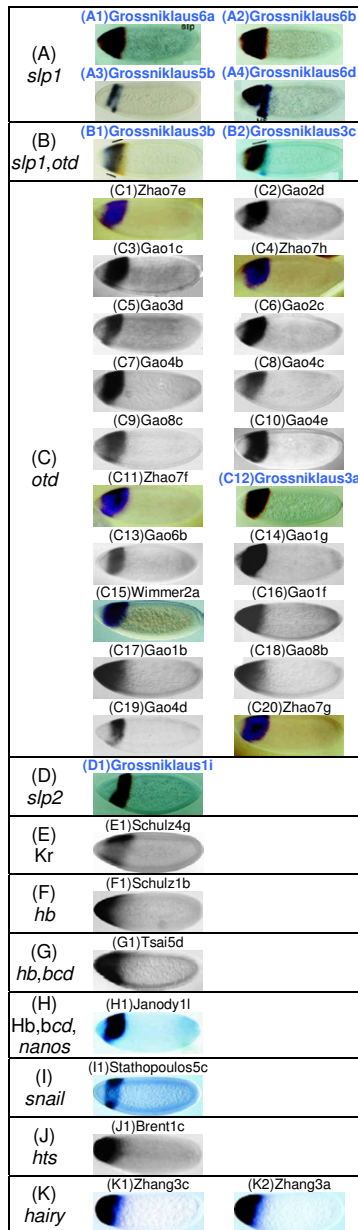 (A)
slp1
(A1)Grossniklaus6a (A2)Grossniklaus6b
slp
(A3)Grossniklaus5b (A4)Grossniklaus6d
(B)
slp1,otd
(B1)Grossniklaus3b (B2)Grossniklaus3c
(C)
otd
(C1)Zhao7e (C2)Gao2d
(C3)Gao1c (C4)Zhao7h
(C5)Gao3d (C6)Gao2c
(C7)Gao4b (C8)Gao4c
(C9)Gao8c (C10)Gao4e
(C11)Zhao7f (C12)Grossniklaus3a
(C13)Gao6b (C14)Gao1g
(C15)Wimmer2a (C16)Gao1f
(C17)Gao1b (C18)Gao8b
(C19)Gao4d (C20)Zhao7g
(D)
slp2
(D1)Grossniklaus1i
(E)
Kr
(E1)Schulz4g
(F)
hb
(F1)Schulz1b
(G)
hb,bcd
(G1)Tsai5d
(H)
Hb,bcd,
nanos
(H1)Janody1l
(I)
snail
(I1)Stathopoulos5c
(J)
hts
(J1)Brent1c
(K)
hairy
(K1)Zhang3c (K2)Zhang3a